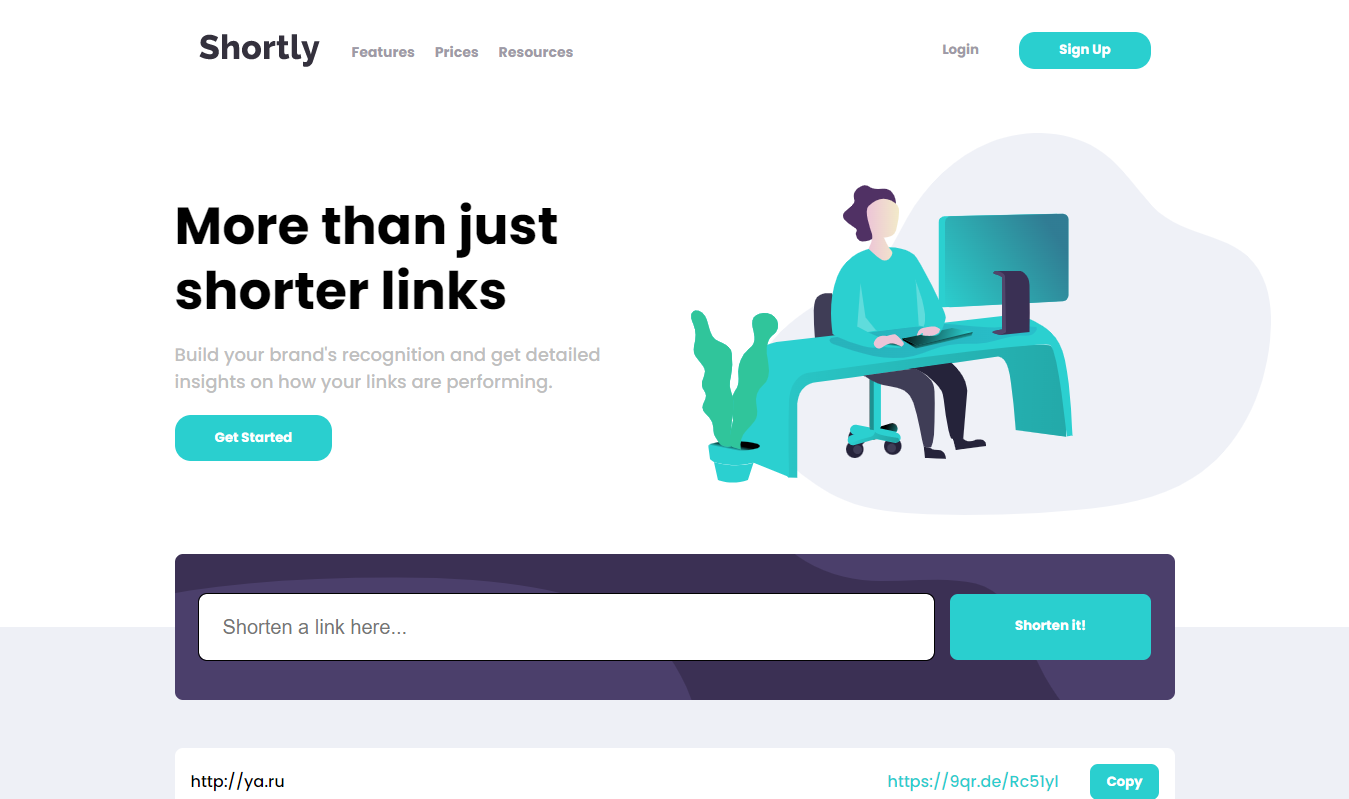 Shortly Features Prices Resources Login Sign Up
More than just
shorter links
Build your brand's recognition and get detailed
insights on how your links are performing.
Get Started
Shorten a link here... Shorten it!
http://ya.ru https://9qr.de/Rc51yl Copy